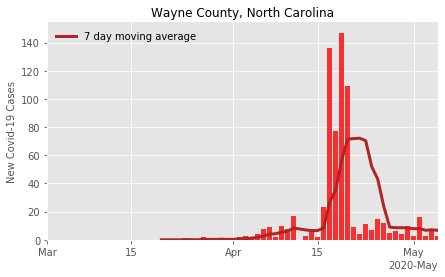 Wayne County, North Carolina
7 day moving average
New Covid-19 Cases
140
120
100
80
60
40
20
0
Mar
15
Apr
15
May
2020-May